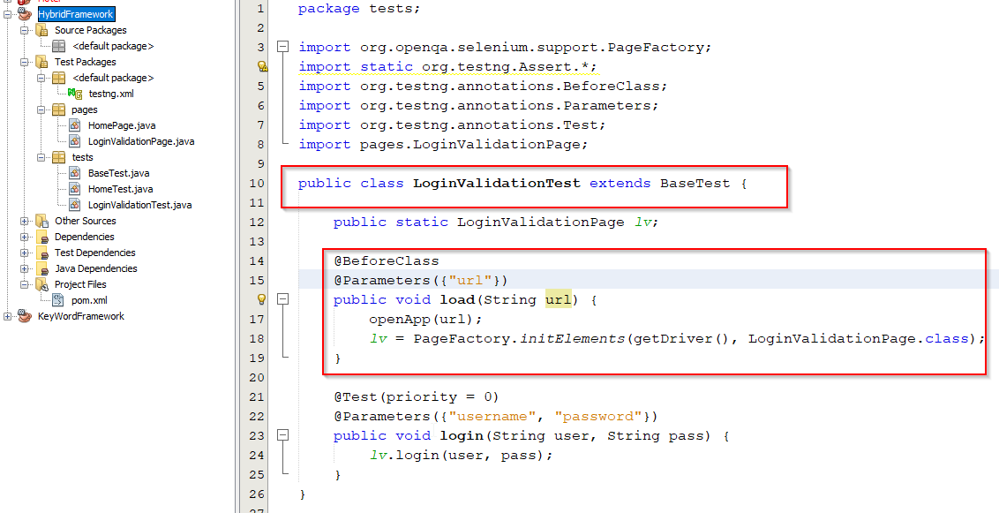 HybridFramework
Source Packages
<default package>
Test Packages
<default package>
testng.xml
pages
HomePage.java
LoginValidationPage.java
tests
BaseTest.java
HomeTest.java
LoginValidationTest.java
Other Sources
Dependencies
Test Dependencies
Java Dependencies
Project Files
pom.xml
KeyWordFramework
1 package tests;
2
3 import org.openqa.selenium.support.PageFactory;
import static org.testng.Assert.*;
5 import org.testng.annotations.BeforeClass;
6 import org.testng.annotations.Parameters;
7 import org.testng.annotations.Test;
8 import pages.LoginValidationPage;
9
10 public class LoginValidationTest extends BaseTest {
11
12 public static LoginValidationPage lv;
13
14 @BeforeClass
15 @Parameters({"url"})
public void load(String url) {
17 openApp(url);
18 lv = PageFactory.initElements(getDriver(), LoginValidationPage.class);
19 }
20
21 @Test(priority = 0)
22 @Parameters({"username", "password"})
23 public void login(String user, String pass) {
24 lv.login(user, pass);
25 }
26 }